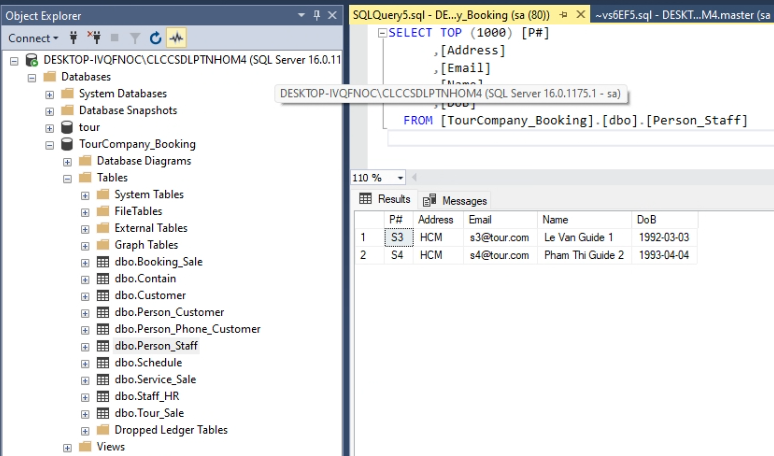 Object Explorer
Connect
DESKTOP-IVQFNOC\CLCCSDLPTNHOM4 (SQL Server 16.0.11
Databases
System Databases
Database Snapshots
tour
TourCompany_Booking
Database Diagrams
Tables
System Tables
FileTables
External Tables
Graph Tables
dbo.Booking_Sale
dbo.Contain
dbo.Customer
dbo.Person_Customer
dbo.Person_Phone_Customer
dbo.Person_Staff
dbo.Schedule
dbo.Service_Sale
dbo.Staff_HR
dbo.Tour_Sale
Dropped Ledger Tables
Views
SQLQuery5.sql - DE...y_Booking (sa (80))
~vs6EF5.sql - DESKT...M4.master (sa
SELECT TOP (1000) [P#]
,[Address]
,[Email]
,[Name]
DESKTOP-IVQFNOC\CLCCSDLPTNHOM4 (SQL Server 16.0.1175.1 - sa)
,[DoB]
FROM [TourCompany_Booking].[dbo].[Person_Staff]
110 %
Results Messages
P# Address Email Name DoB
1 S3 HCM s3@tour.com Le Van Guide 1 1992-03-03
2 S4 HCM s4@tour.com Pham Thi Guide 2 1993-04-04